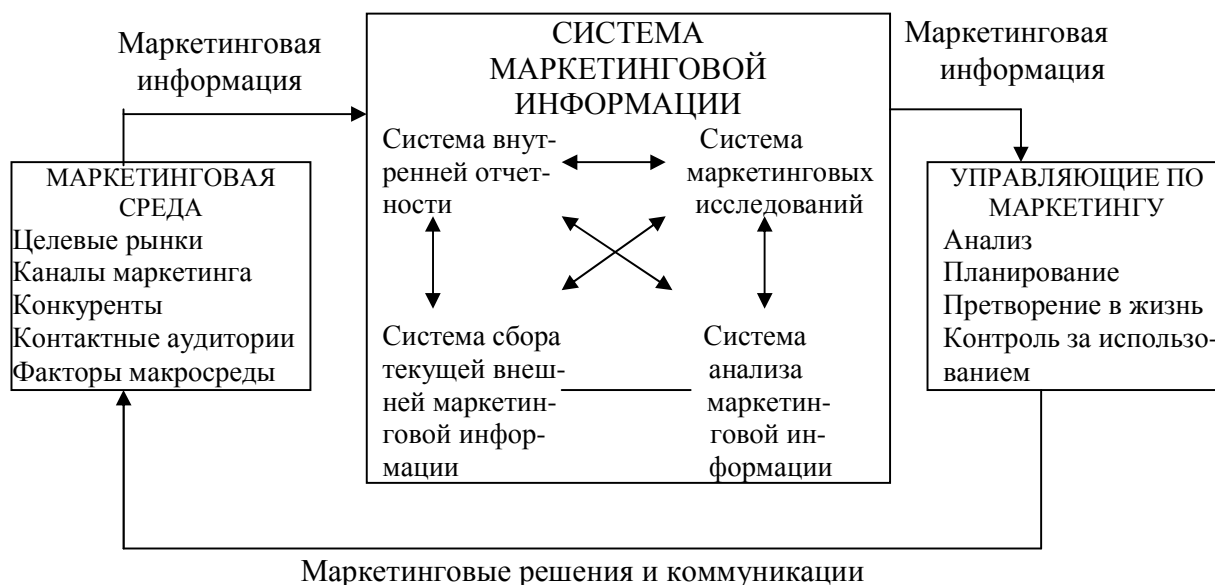 Маркетинговая
информация
СИСТЕМА
МАРКЕТИНГОВОЙ
ИНФОРМАЦИИ
Маркетинговая
информация
Система внут-
ренней отчет-
ности
Система
маркетинговых
исследований
МАРКЕТИНГОВАЯ
СРЕДА
Целевые рынки
Каналы маркетинга
Конкуренты
Контактные аудитории
Факторы макросреды
УПРАВЛЯЮЩИЕ ПО
МАРКЕТИНГУ
Анализ
Планирование
Претворение в жизнь
Контроль за использо-
ванием
Система сбора
текущей внеш-
ней маркетин-
говой инфор-
мации
Система
анализа
маркетин-
говой ин-
формации
Маркетинговые решения и коммуникации